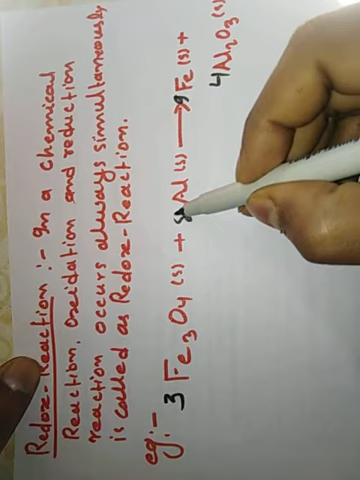 Redox-Reaction :- In a chemical
Reaction, oxidation and reduction
reaction occurs always simultaneously
is called as Redox-Reaction.
eg:- 3 Fe3O4 (s) + 8Al (s) ⟶ 9Fe (s) +
4Al2O3 (s)